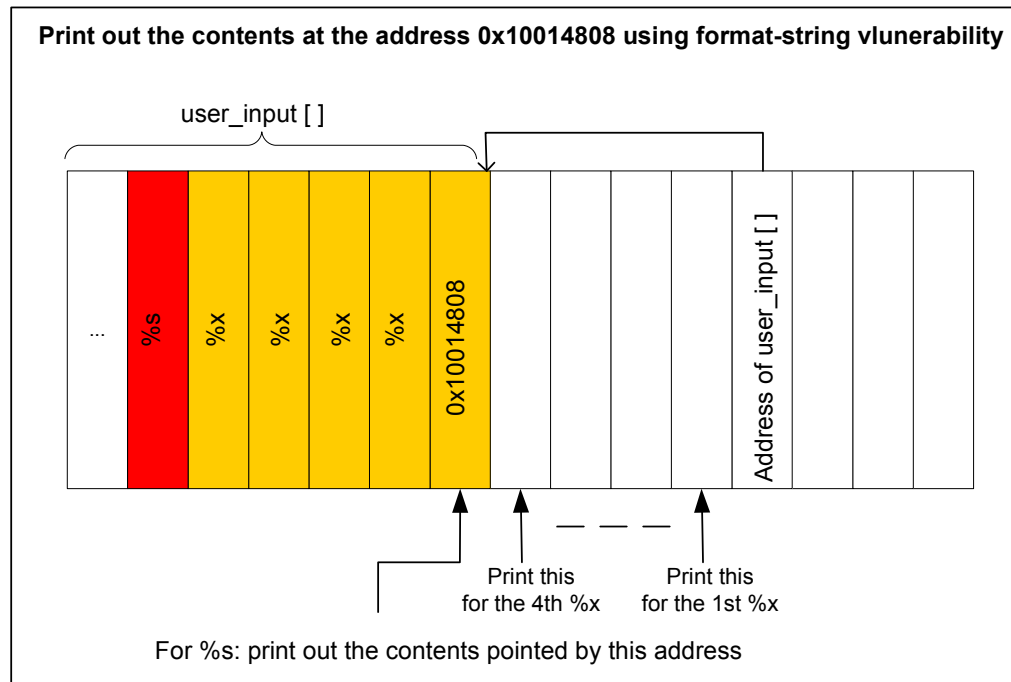 Print out the contents at the address 0x10014808 using format-string vlunerability
user_input [ ]
...
%s
%x
%x
%x
%x
0x10014808
Address of user_input [ ]
Print this
for the 4th %x
Print this
for the 1st %x
For %s: print out the contents pointed by this address